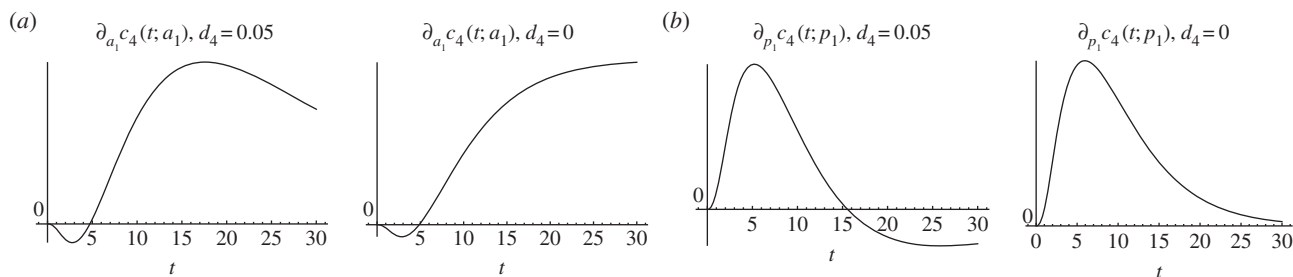 (a)
∂a₁c₄(t; a₁), d₄ = 0.05
0
5 10 15 20 25 30
t
∂a₁c₄(t; a₁), d₄ = 0
0
5 10 15 20 25 30
t
(b)
∂p₁c₄(t; p₁), d₄ = 0.05
0
5 10 15 20 25 30
t
∂p₁c₄(t; p₁), d₄ = 0
0
0 5 10 15 20 25 30
t